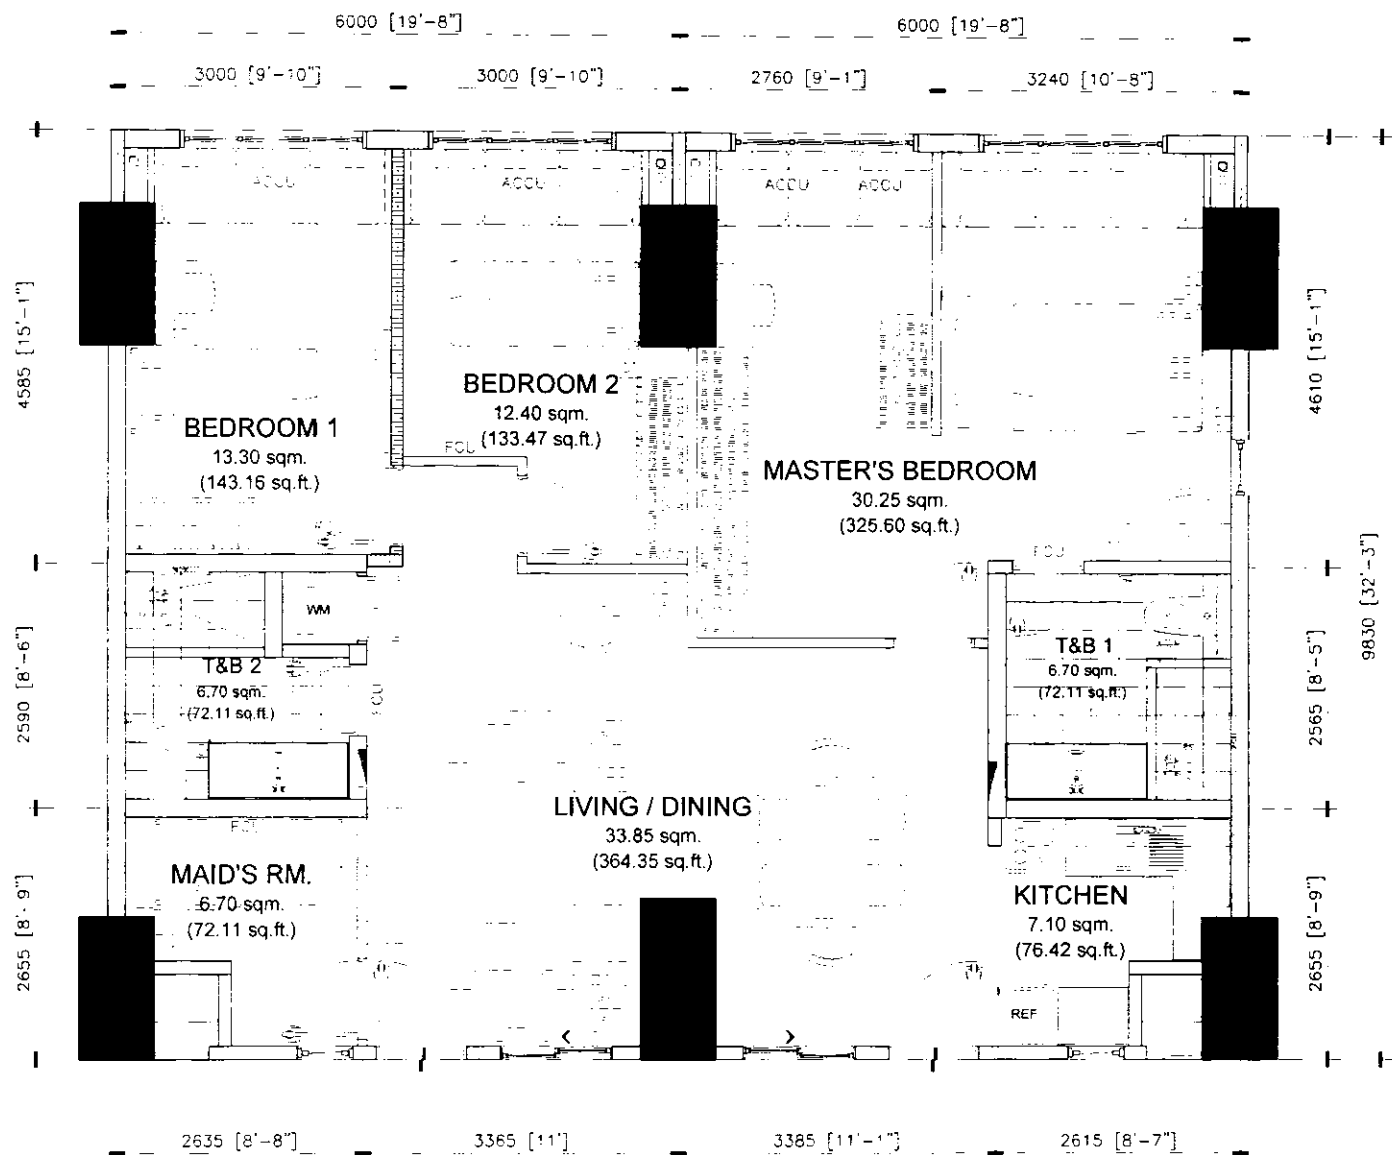 6000 [19'-8"]
6000 [19'-8"]
3000 [9'-10"]
3000 [9'-10"]
2760 [9'-1"]
3240 [10'-8"]
ACCU
ACCU
ACCU
ACCU
4585 [15'-1"]
4610 [15'-1"]
BEDROOM 2
12.40 sqm.
(133.47 sq.ft.)
BEDROOM 1
13.30 sqm.
(143.16 sq.ft.)
FCU
MASTER'S BEDROOM
30.25 sqm.
(325.60 sq.ft.)
FCU
WM
9830 [32'-3"]
T&B 2
6.70 sqm.
(72.11 sq.ft.)
T&B 1
6.70 sqm.
(72.11 sq.ft.)
2590 [8'-6"]
FCU
2565 [8'-5"]
LIVING / DINING
33.85 sqm.
(364.35 sq.ft.)
FCU
MAID'S RM.
6.70 sqm.
(72.11 sq.ft.)
KITCHEN
7.10 sqm.
(76.42 sq.ft.)
2655 [8'-9"]
2655 [8'-9"]
REF
2635 [8'-8"]
3365 [11']
3385 [11'-1"]
2615 [8'-7"]